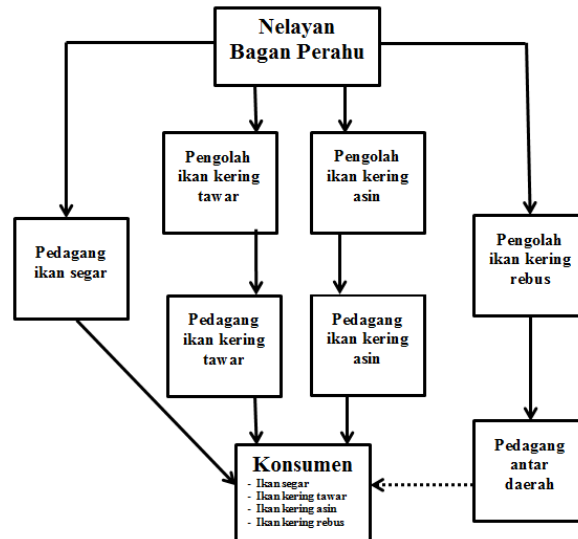 Nelayan
Bagan Perahu
Pengolah
ikan kering
tawar
Pengolah
ikan kering
asin
Pedagang
ikan segar
Pengolah
ikan kering
rebus
Pedagang
ikan kering
tawar
Pedagang
ikan kering
asin
Konsumen
- Ikan segar
- Ikan kering tawar
- Ikan kering asin
- Ikan kering rebus
Pedagang
antar
daerah